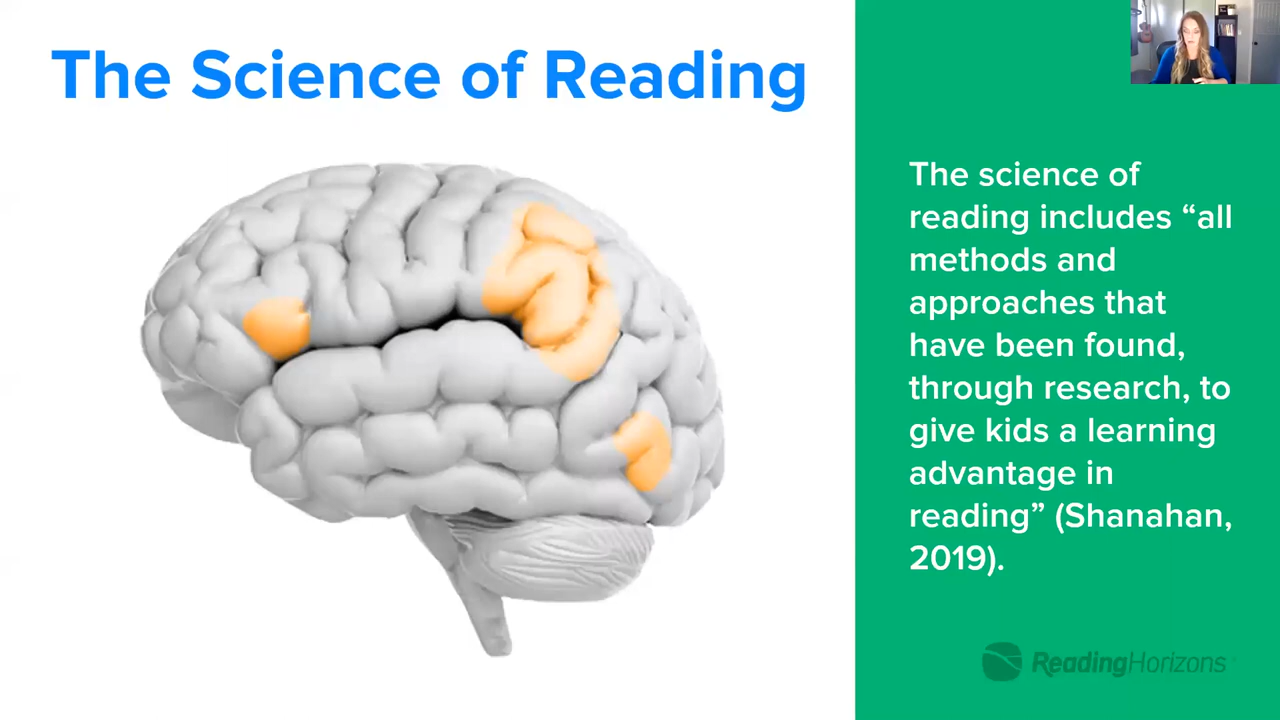 The Science of Reading
The science of
reading includes “all
methods and
approaches that
have been found,
through research, to
give kids a learning
advantage in
reading” (Shanahan,
2019).
ReadingHorizons